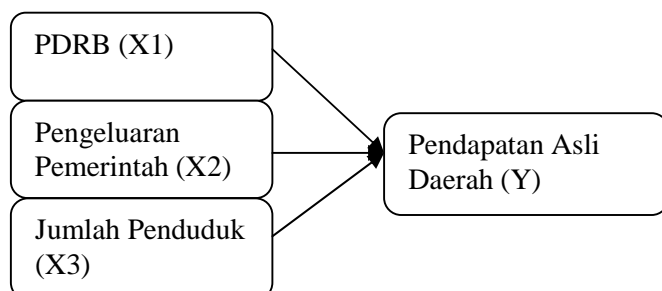 PDRB (X1)
Pengeluaran
Pemerintah (X2)
Jumlah Penduduk
(X3)
Pendapatan Asli
Daerah (Y)